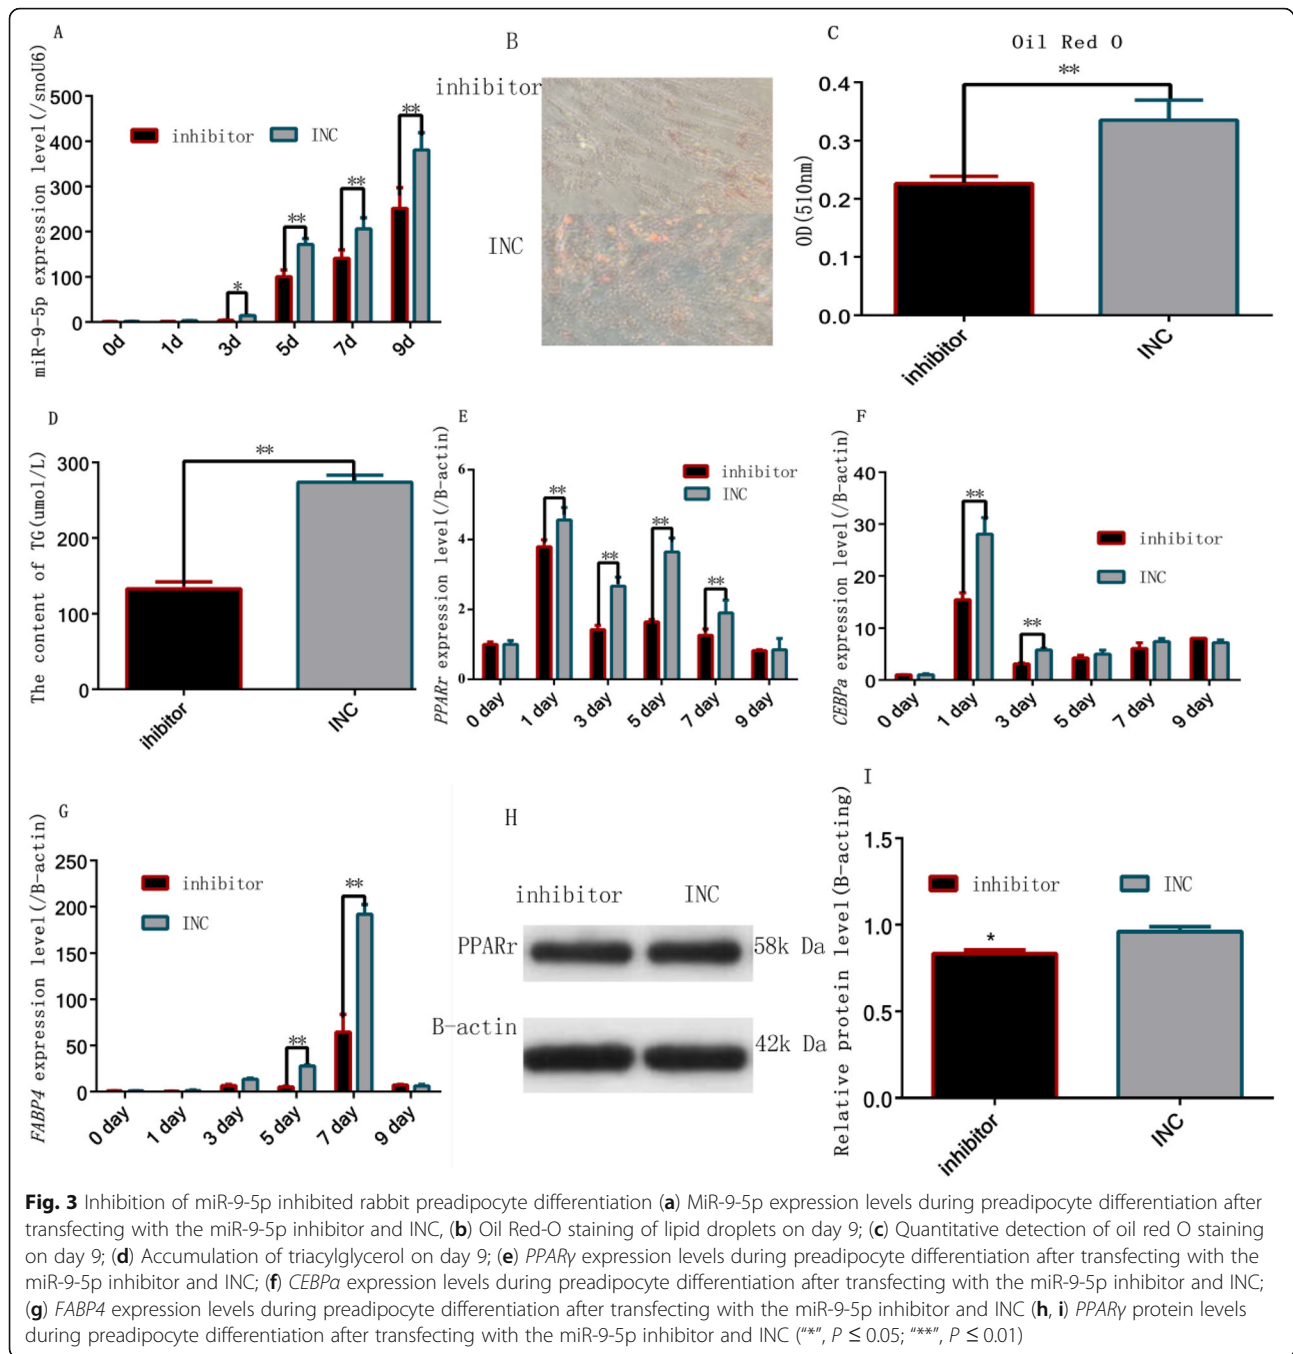 A
miR-9-5p expression level(/snoU6)
500
400
300
200
100
0
inhibitor
INC
*
**
**
**
0d
1d
3d
5d
7d
9d
B
inhibitor
INC
C
Oil Red O
**
OD(510nm)
0.4
0.3
0.2
0.1
0.0
inhibitor
INC
D
The content of TG(umol/L)
300
200
100
0
**
ihibitor
INC
E
PPARr expression level(/B-actin)
6
4
2
0
inhibitor
INC
**
**
**
**
0 day
1 day
3 day
5 day
7 day
9 day
F
CEBPa expression level(/B-actin)
40
30
20
10
0
**
**
inhibitor
INC
0 day
1 day
3 day
5 day
7 day
9 day
G
FABP4 expression level(/B-actin)
250
200
150
100
50
0
inhibitor
INC
**
**
0 day
1 day
3 day
5 day
7 day
9 day
H
inhibitor INC
PPARr 58k Da
B-actin 42k Da
I
Relative protein level(B-acting)
1.5
1.0
0.5
0.0
inhibitor
INC
*
inhibitor
INC
Fig. 3 Inhibition of miR-9-5p inhibited rabbit preadipocyte differentiation (a) MiR-9-5p expression levels during preadipocyte differentiation after
transfecting with the miR-9-5p inhibitor and INC, (b) Oil Red-O staining of lipid droplets on day 9; (c) Quantitative detection of oil red O staining
on day 9; (d) Accumulation of triacylglycerol on day 9; (e) PPARγ expression levels during preadipocyte differentiation after transfecting with the
miR-9-5p inhibitor and INC; (f) CEBPα expression levels during preadipocyte differentiation after transfecting with the miR-9-5p inhibitor and INC;
(g) FABP4 expression levels during preadipocyte differentiation after transfecting with the miR-9-5p inhibitor and INC (h, i) PPARγ protein levels
during preadipocyte differentiation after transfecting with the miR-9-5p inhibitor and INC (“*”, P ≤ 0.05; “**”, P ≤ 0.01)